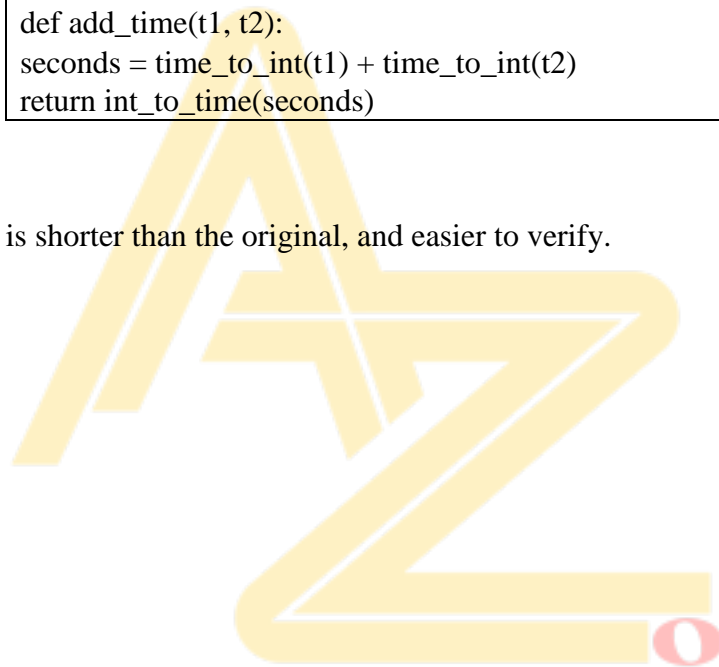 def add_time(t1, t2):
seconds = time_to_int(t1) + time_to_int(t2)
return int_to_time(seconds)
is shorter than the original, and easier to verify.
AZ
O